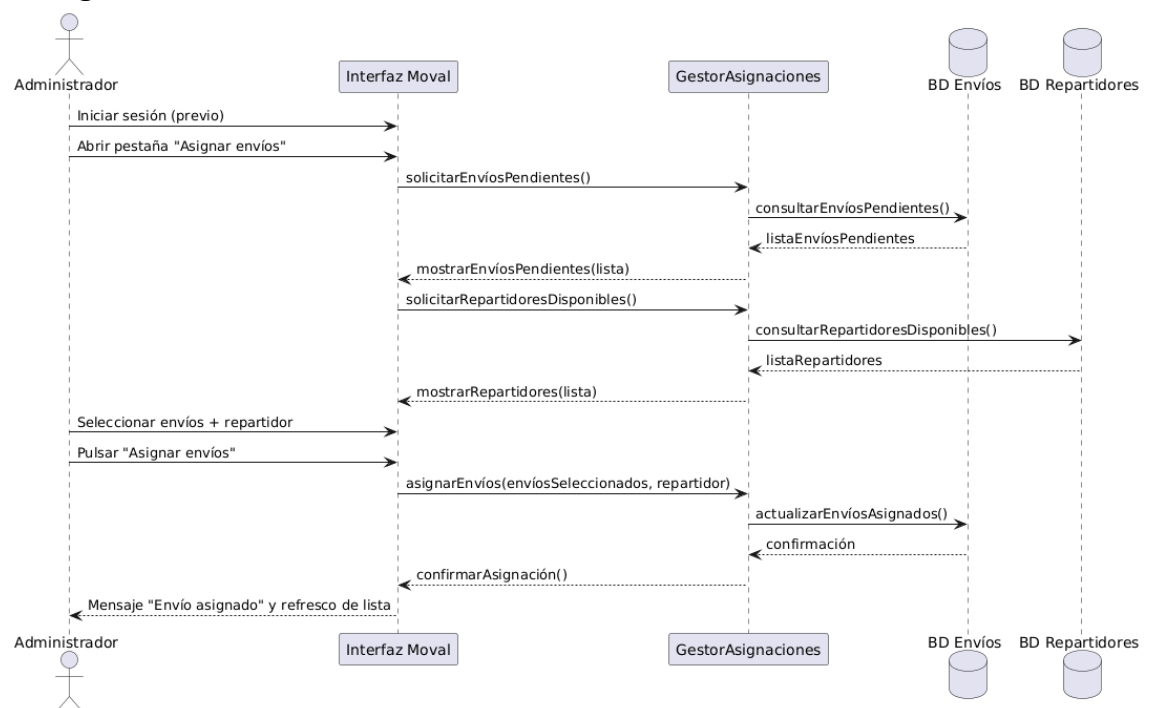 Administrador
Interfaz Moval
GestorAsignaciones
BD Envíos
BD Repartidores
Iniciar sesión (previo)
Abrir pestaña "Asignar envíos"
solicitarEnvíosPendientes()
consultarEnvíosPendientes()
listaEnvíosPendientes
mostrarEnvíosPendientes(lista)
solicitarRepartidoresDisponibles()
consultarRepartidoresDisponibles()
listaRepartidores
mostrarRepartidores(lista)
Seleccionar envíos + repartidor
Pulsar "Asignar envíos"
asignarEnvíos(envíosSeleccionados, repartidor)
actualizarEnvíosAsignados()
confirmación
confirmarAsignación()
Mensaje "Envío asignado" y refresco de lista
Administrador
Interfaz Moval
GestorAsignaciones
BD Envíos
BD Repartidores